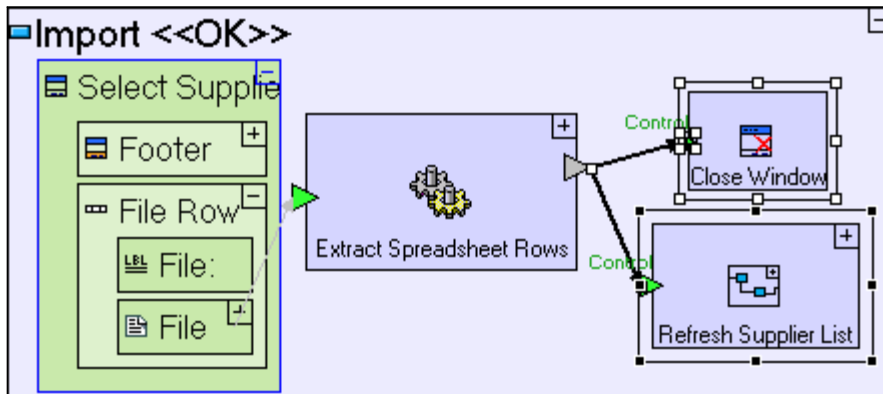 Import <<OK>>
Select Supplie
Footer
File Row
LBL
File:
File
Extract Spreadsheet Rows
Control
Close Window
Control
Refresh Supplier List